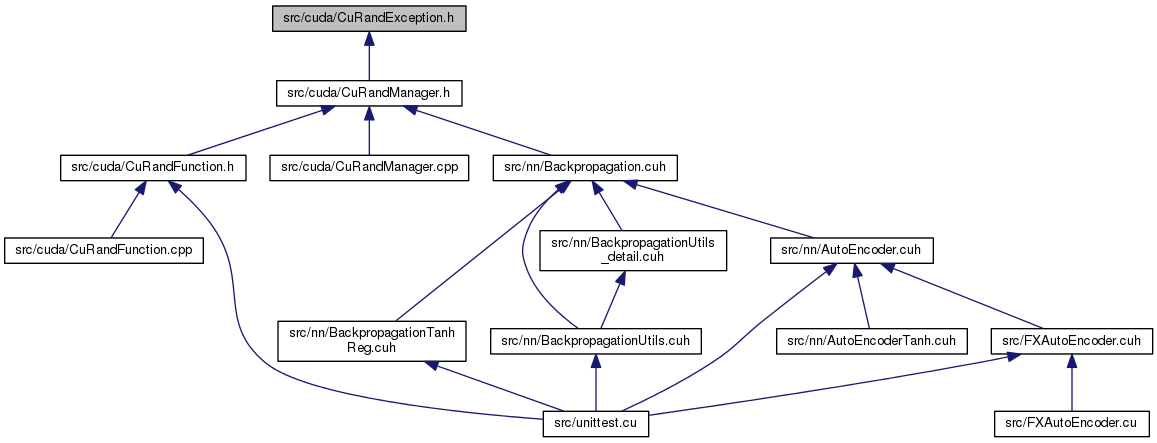 src/cuda/CuRandException.h
src/cuda/CuRandManager.h
src/cuda/CuRandFunction.h
src/cuda/CuRandManager.cpp
src/nn/Backpropagation.cuh
src/cuda/CuRandFunction.cpp
src/nn/BackpropagationUtils
_detail.cuh
src/nn/AutoEncoder.cuh
src/nn/BackpropagationTanh
Reg.cuh
src/nn/BackpropagationUtils.cuh
src/nn/AutoEncoderTanh.cuh
src/FXAutoEncoder.cuh
src/unittest.cu
src/FXAutoEncoder.cu